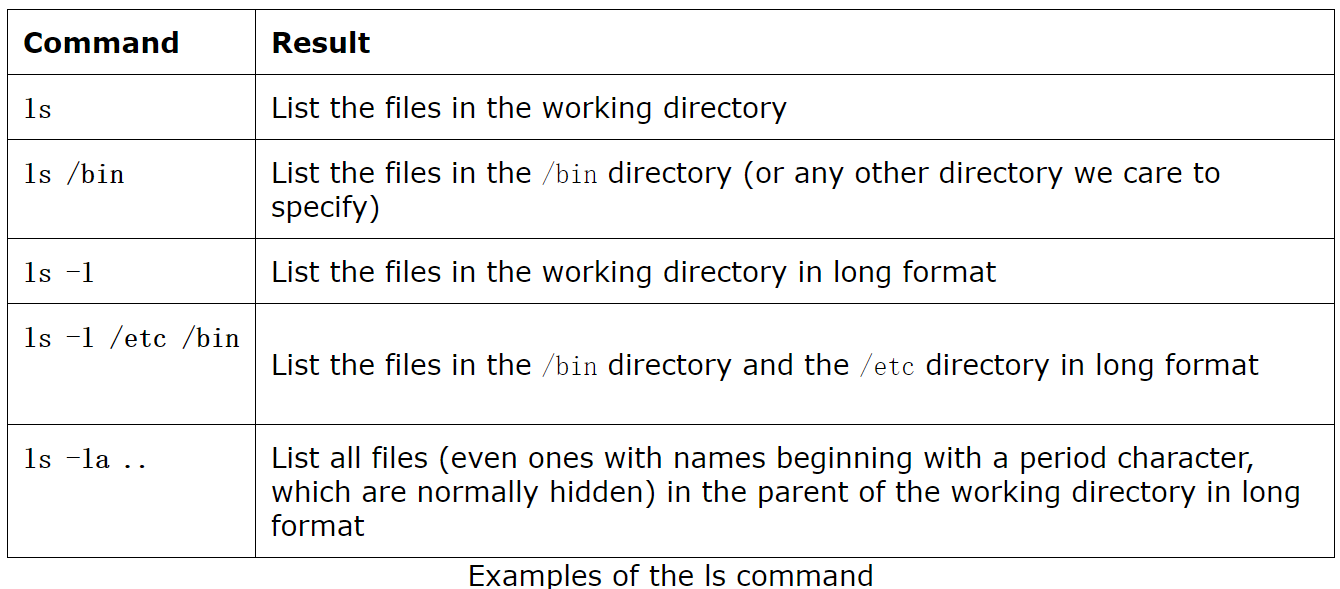 Command Result
ls List the files in the working directory
ls /bin List the files in the /bin directory (or any other directory we care to
specify)
ls -l List the files in the working directory in long format
ls -l /etc /bin
List the files in the /bin directory and the /etc directory in long format
ls -la .. List all files (even ones with names beginning with a period character,
which are normally hidden) in the parent of the working directory in long
format
Examples of the ls command